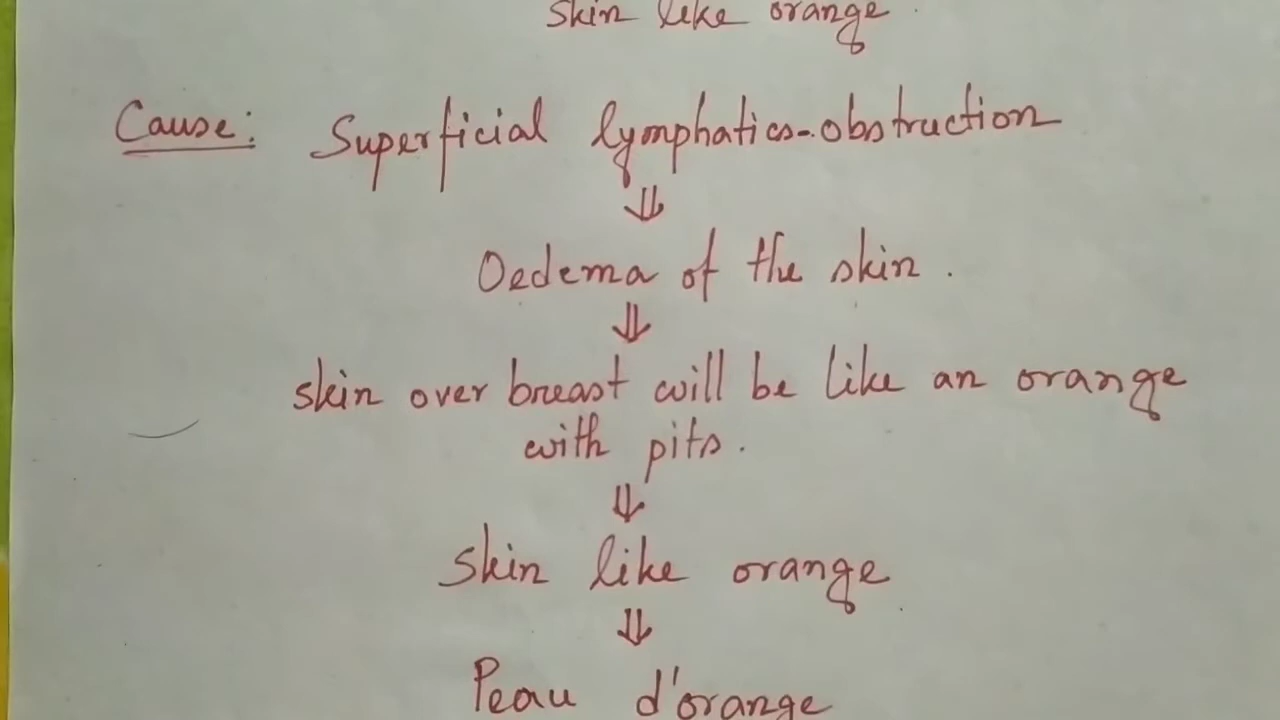 Skin like orange.
Cause: Superficial lymphatics-obstruction
⇓
Oedema of the skin.
⇓
skin over breast will be like an orange
with pits.
⇓
Skin like orange
⇓
Peau d'orange